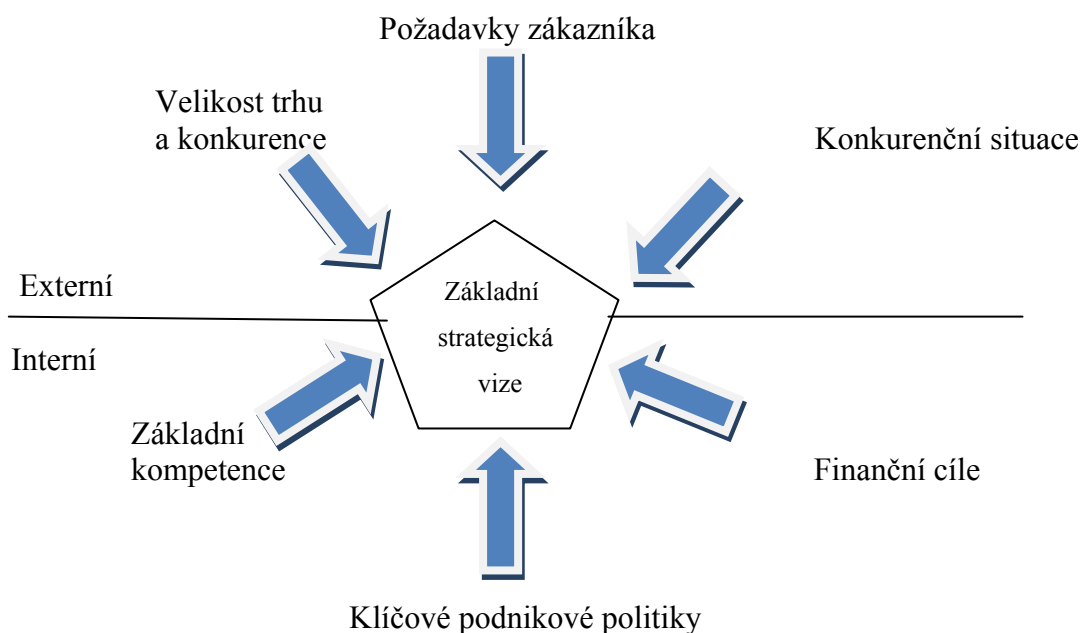 Požadavky zákazníka
Velikost trhu
a konkurence
Konkurenční situace
Externí
Základní
strategická
vize
Interní
Základní
kompetence
Finanční cíle
Klíčové podnikové politiky